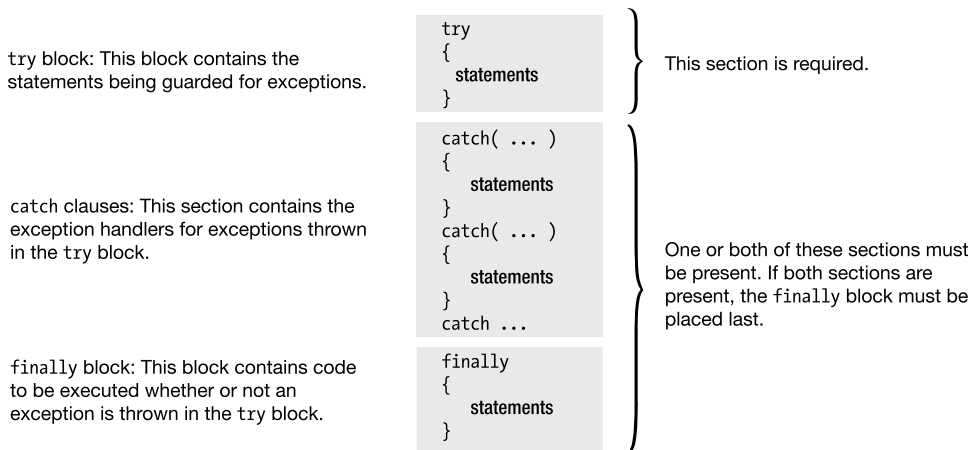 try block: This block contains the
statements being guarded for exceptions.
try
{
statements
}
This section is required.
catch clauses: This section contains the
exception handlers for exceptions thrown
in the try block.
catch( ... )
{
statements
}
catch( ... )
{
statements
}
catch ...
One or both of these sections must
be present. If both sections are
present, the finally block must be
placed last.
finally block: This block contains code
to be executed whether or not an
exception is thrown in the try block.
finally
{
statements
}